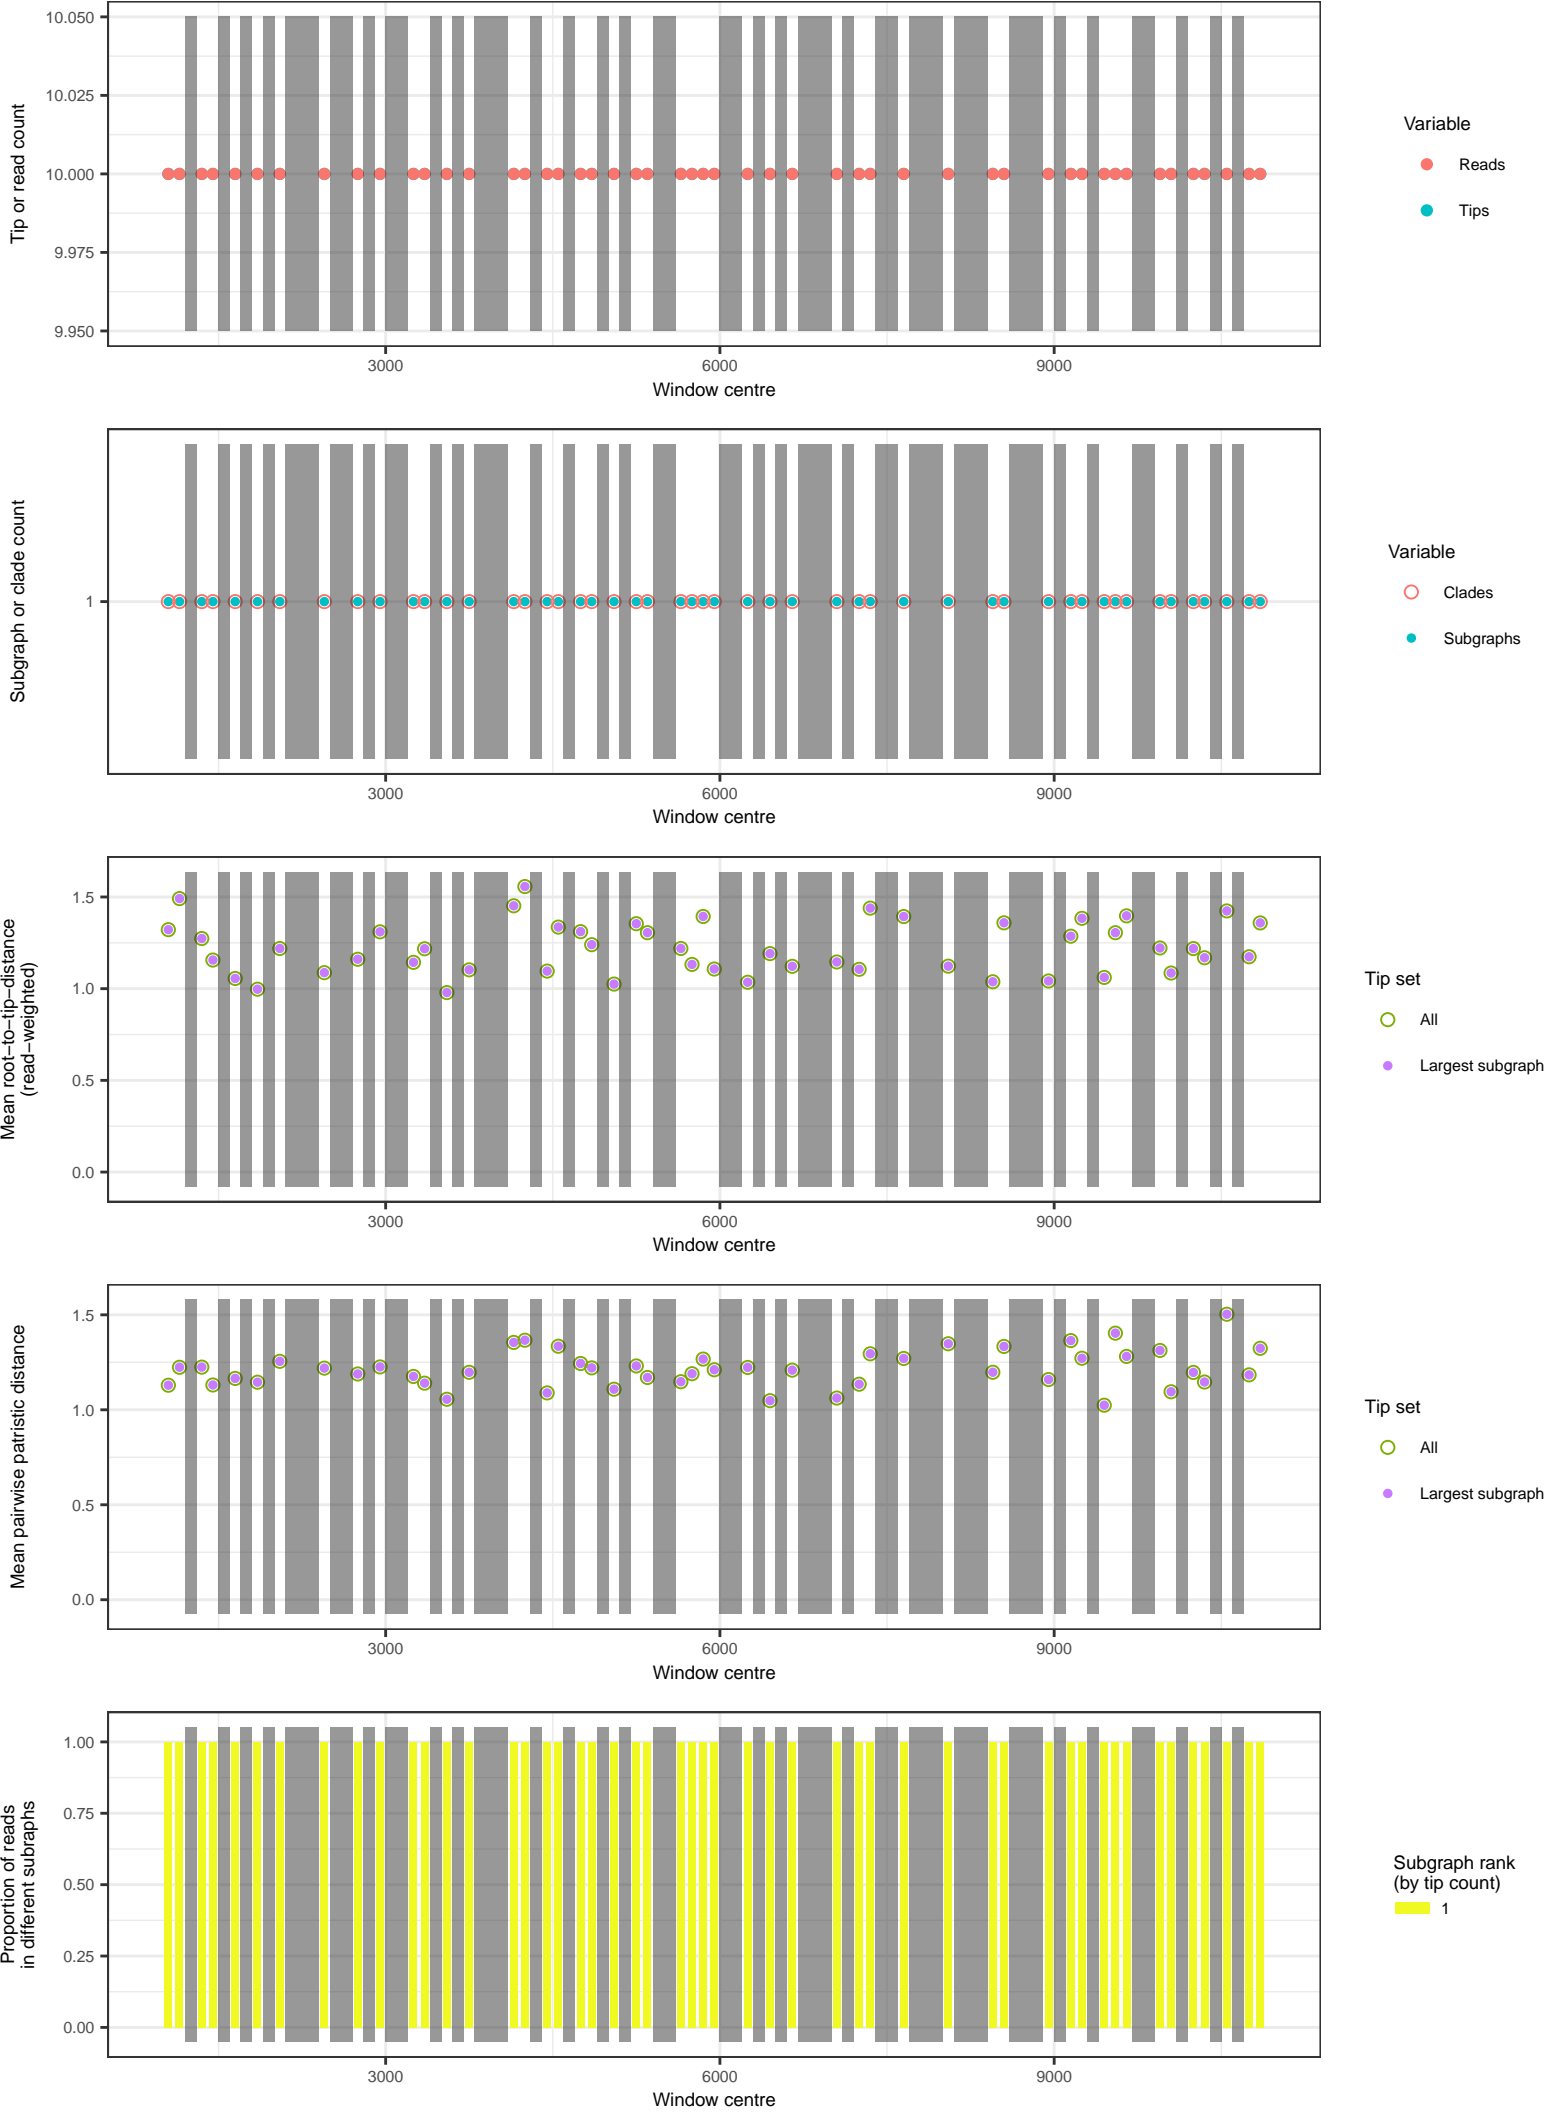 10.050
10.025
10.000
9.975
9.950
Tip or read count
3000
6000
9000
Window centre
Variable
Reads
Tips
1
Subgraph or clade count
3000
6000
9000
Window centre
Variable
Clades
Subgraphs
1.5
1.0
0.5
0.0
Mean root−to−tip−distance
(read−weighted)
3000
6000
9000
Window centre
Tip set
All
Largest subgraph
1.5
1.0
0.5
0.0
Mean pairwise patristic distance
3000
6000
9000
Window centre
Tip set
All
Largest subgraph
1.00
0.75
0.50
0.25
0.00
Proportion of reads
in different subraphs
3000
6000
9000
Window centre
Subgraph rank
(by tip count)
1